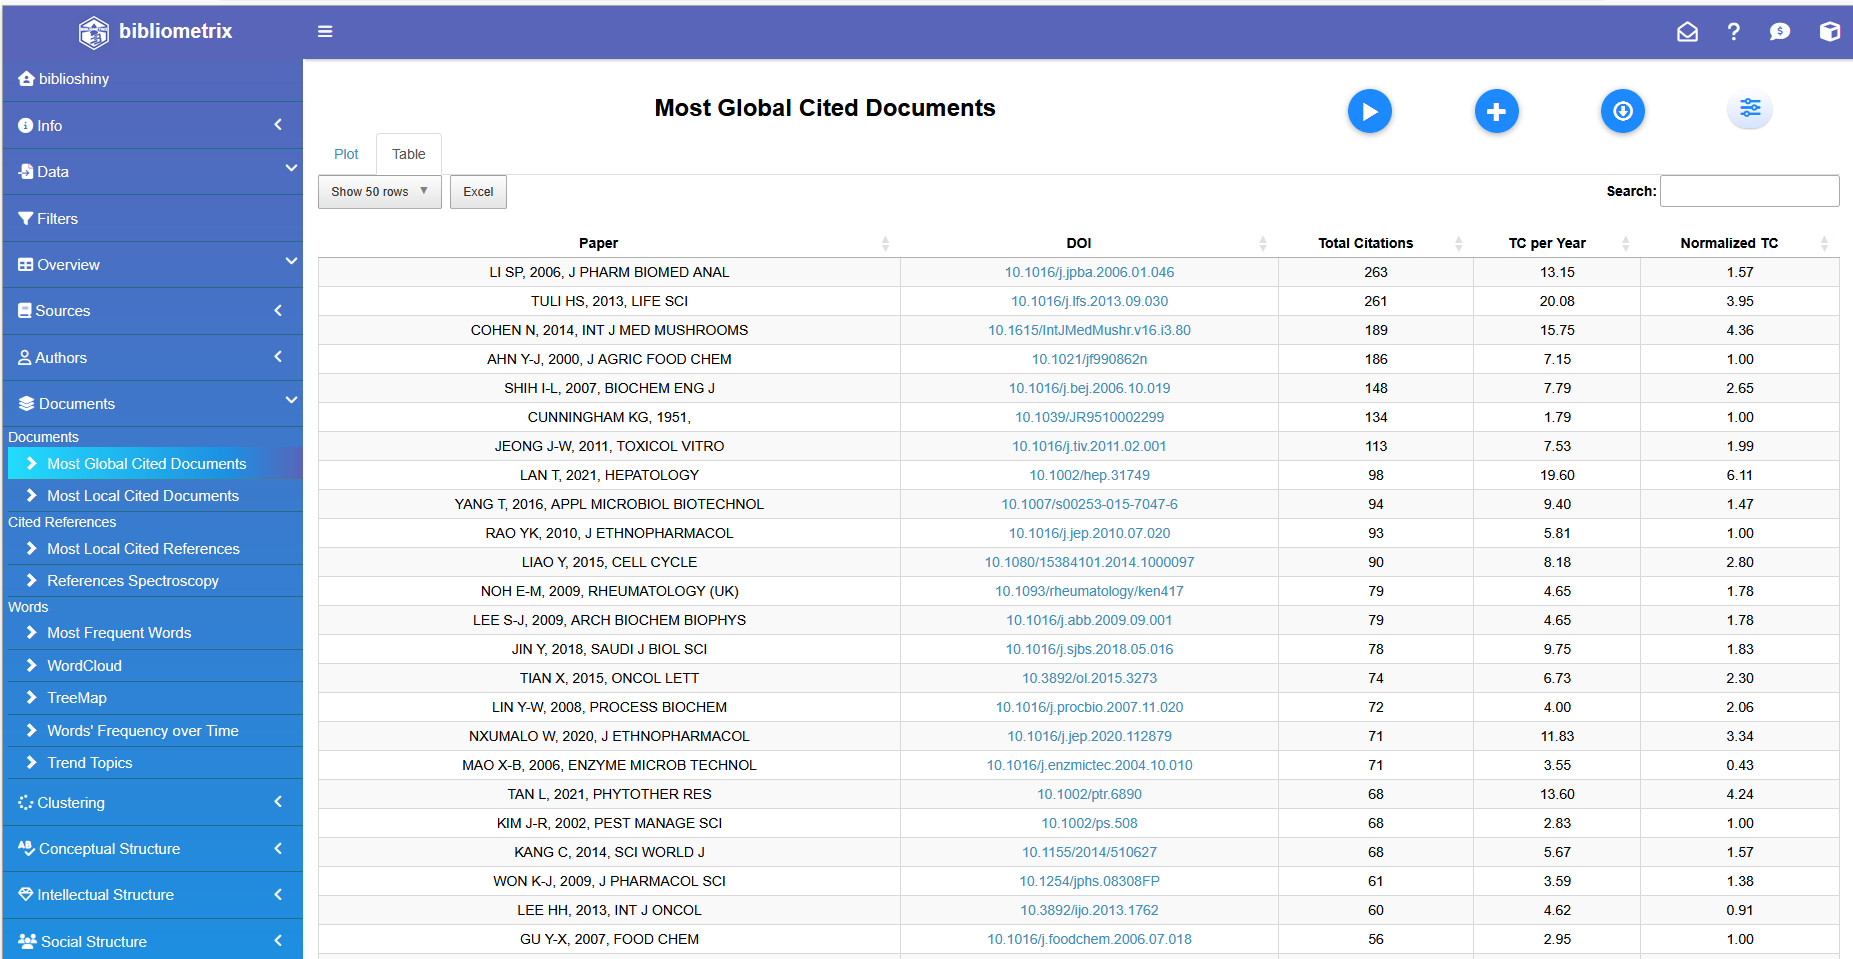 bibliometrix
biblioshiny
Info
Data
Filters
Overview
Sources
Authors
Documents
Documents
Most Global Cited Documents
Most Local Cited Documents
Cited References
Most Local Cited References
References Spectroscopy
Words
Most Frequent Words
WordCloud
TreeMap
Words' Frequency over Time
Trend Topics
Clustering
Conceptual Structure
Intellectual Structure
Social Structure
Most Global Cited Documents
Plot Table
Show 50 rows Excel Search:
Paper DOI Total Citations TC per Year Normalized TC
LI SP, 2006, J PHARM BIOMED ANAL 10.1016/j.jpba.2006.01.046 263 13.15 1.57
TULI HS, 2013, LIFE SCI 10.1016/j.lfs.2013.09.030 261 20.08 3.95
COHEN N, 2014, INT J MED MUSHROOMS 10.1615/IntJMedMushr.v16.i3.80 189 15.75 4.36
AHN Y-J, 2000, J AGRIC FOOD CHEM 10.1021/jf990862n 186 7.15 1.00
SHIH I-L, 2007, BIOCHEM ENG J 10.1016/j.bej.2006.10.019 148 7.79 2.65
CUNNINGHAM KG, 1951, 10.1039/JR9510002299 134 1.79 1.00
JEONG J-W, 2011, TOXICOL VITRO 10.1016/j.tiv.2011.02.001 113 7.53 1.99
LAN T, 2021, HEPATOLOGY 10.1002/hep.31749 98 19.60 6.11
YANG T, 2016, APPL MICROBIOL BIOTECHNOL 10.1007/s00253-015-7047-6 94 9.40 1.47
RAO YK, 2010, J ETHNOPHARMACOL 10.1016/j.jep.2010.07.020 93 5.81 1.00
LIAO Y, 2015, CELL CYCLE 10.1080/15384101.2014.1000097 90 8.18 2.80
NOH E-M, 2009, RHEUMATOLOGY (UK) 10.1093/rheumatology/ken417 79 4.65 1.78
LEE S-J, 2009, ARCH BIOCHEM BIOPHYS 10.1016/j.abb.2009.09.001 79 4.65 1.78
JIN Y, 2018, SAUDI J BIOL SCI 10.1016/j.sjbs.2018.05.016 78 9.75 1.83
TIAN X, 2015, ONCOL LETT 10.3892/ol.2015.3273 74 6.73 2.30
LIN Y-W, 2008, PROCESS BIOCHEM 10.1016/j.procbio.2007.11.020 72 4.00 2.06
NXUMALO W, 2020, J ETHNOPHARMACOL 10.1016/j.jep.2020.112879 71 11.83 3.34
MAO X-B, 2006, ENZYME MICROB TECHNOL 10.1016/j.enzmictec.2004.10.010 71 3.55 0.43
TAN L, 2021, PHYTOTHER RES 10.1002/ptr.6890 68 13.60 4.24
KIM J-R, 2002, PEST MANAGE SCI 10.1002/ps.508 68 2.83 1.00
KANG C, 2014, SCI WORLD J 10.1155/2014/510627 68 5.67 1.57
WON K-J, 2009, J PHARMACOL SCI 10.1254/jphs.08308FP 61 3.59 1.38
LEE HH, 2013, INT J ONCOL 10.3892/ijo.2013.1762 60 4.62 0.91
GU Y-X, 2007, FOOD CHEM 10.1016/j.foodchem.2006.07.018 56 2.95 1.00